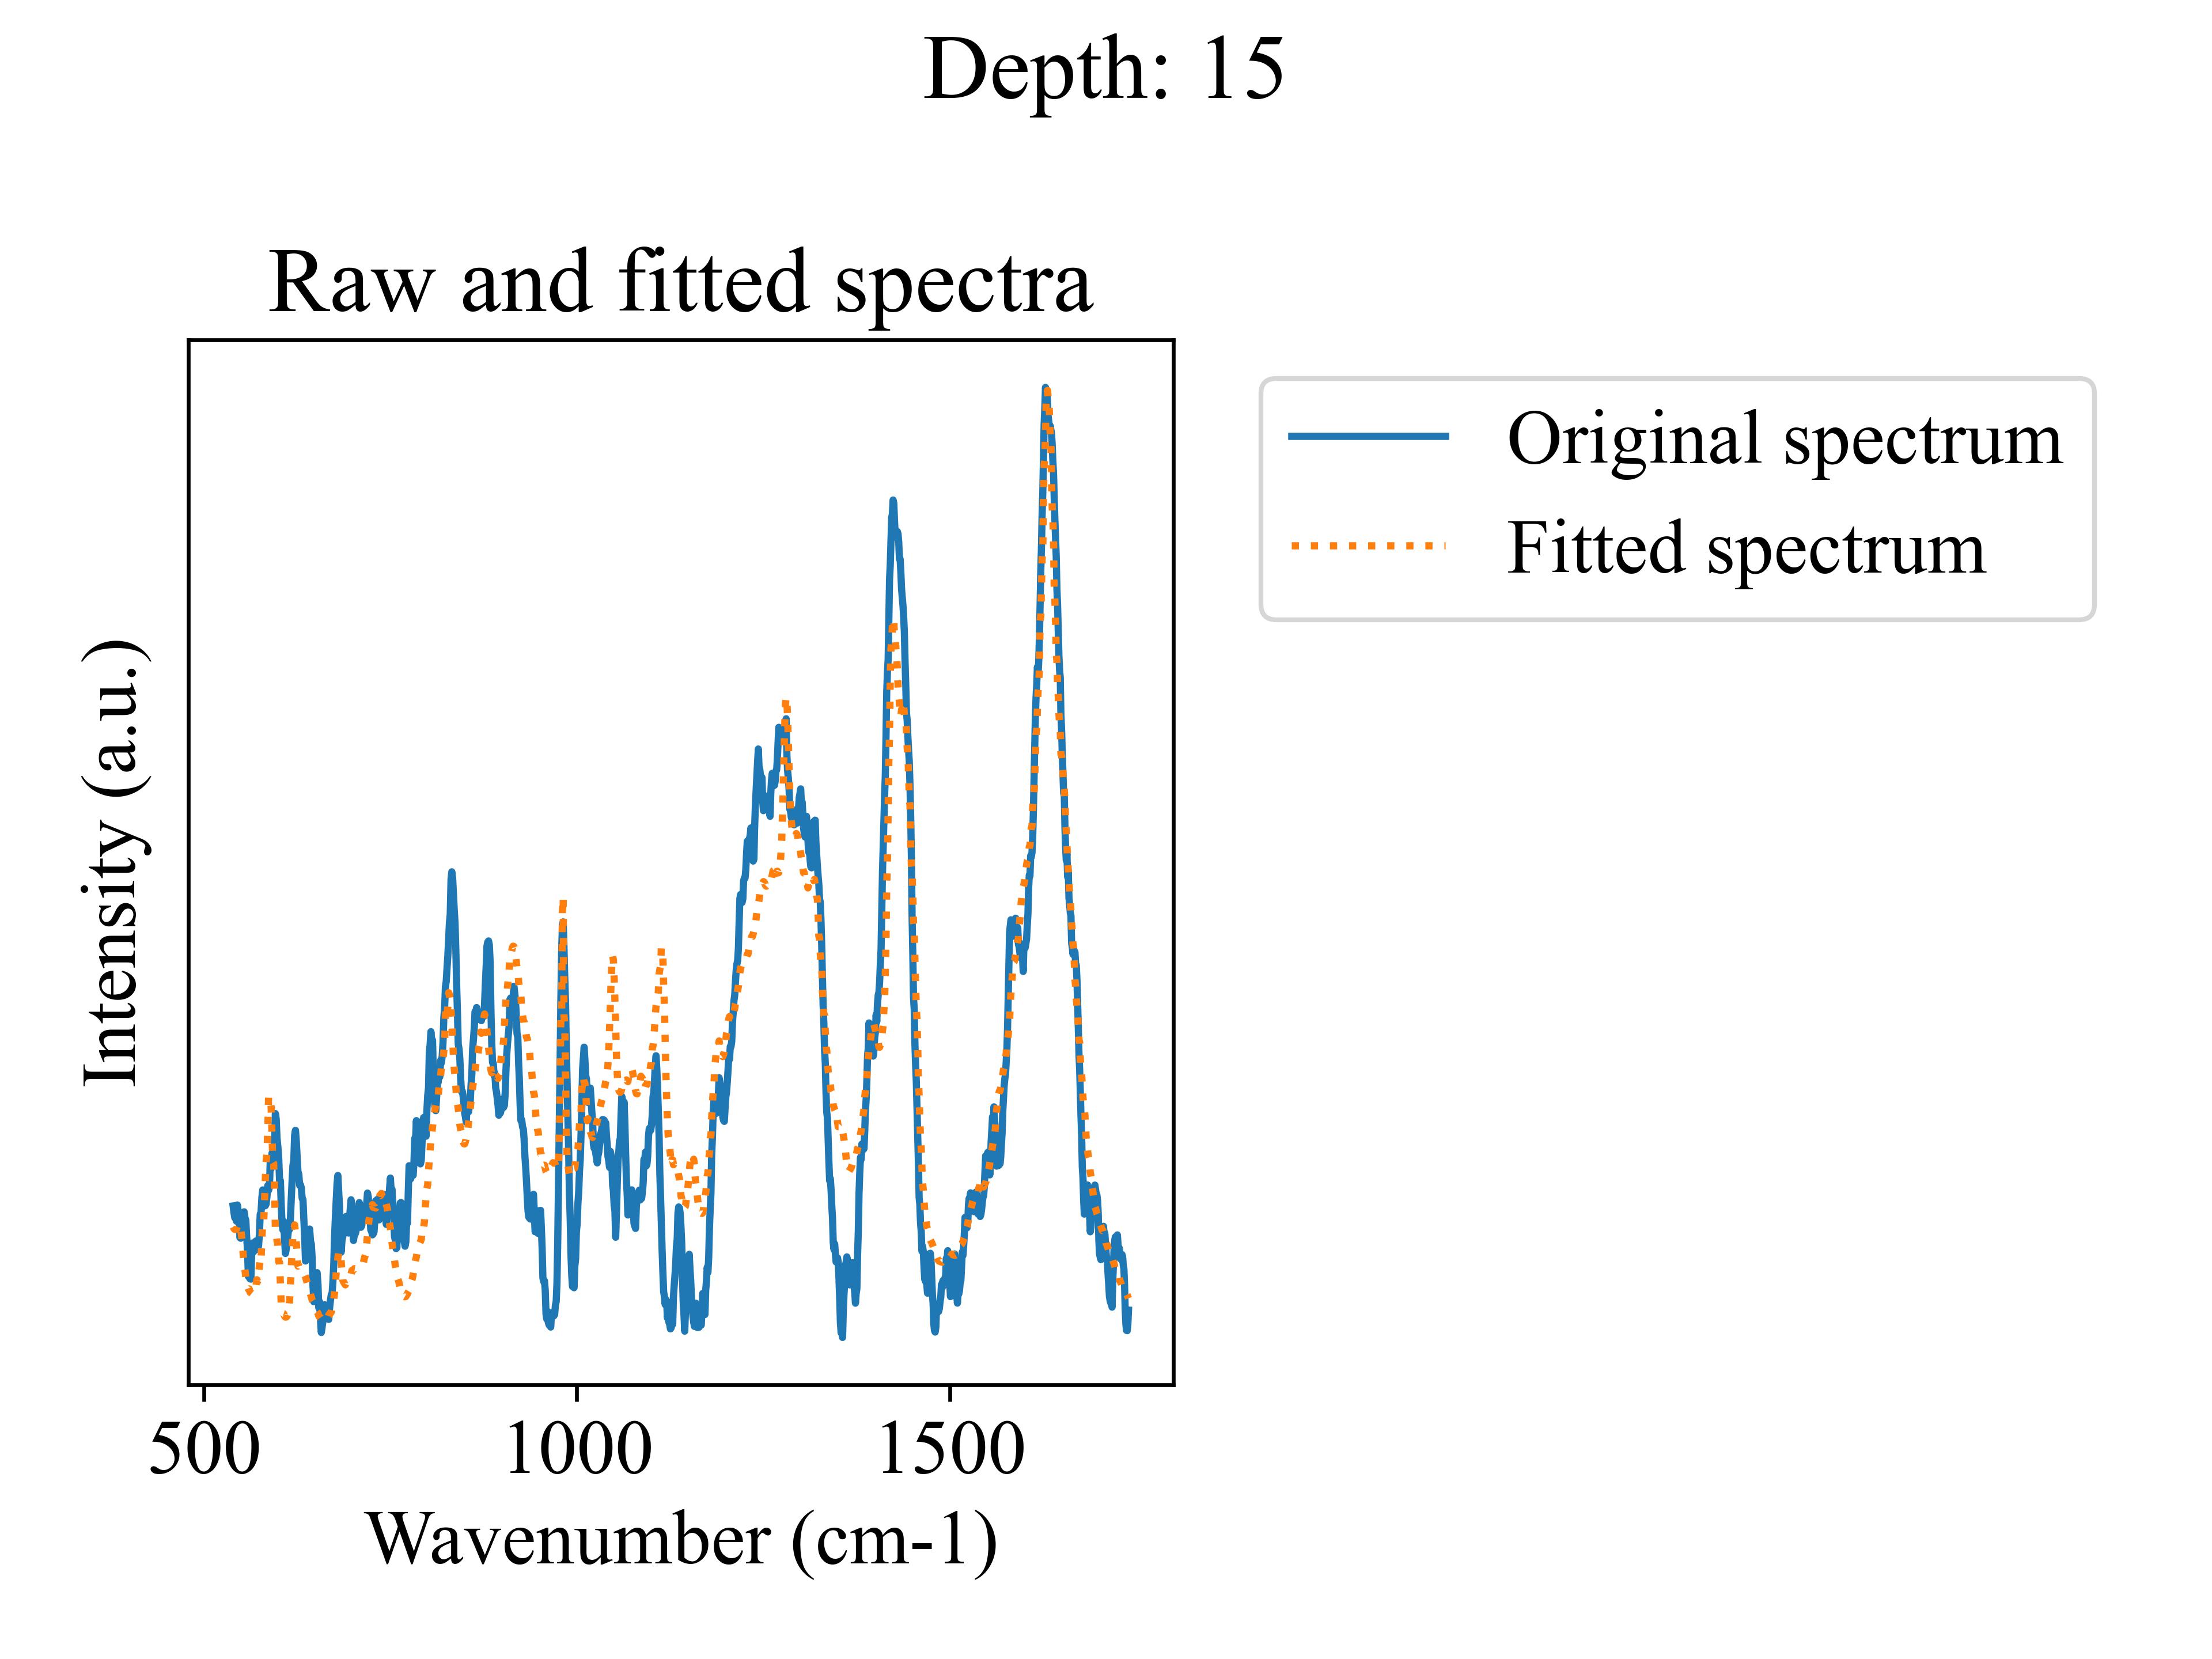 Depth: 15
Raw and fitted spectra
Original spectrum
Fitted spectrum
Intensity (a.u.)
500 1000 1500
Wavenumber (cm-1)